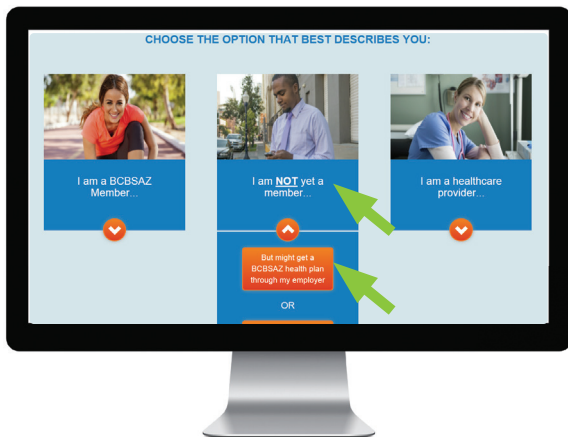 CHOOSE THE OPTION THAT BEST DESCRIBES YOU:
I am a BCBSAZ
Member...
I am NOT yet a
member...
But might get a
BCBSAZ health plan
through my employer
OR
I am a healthcare
provider...